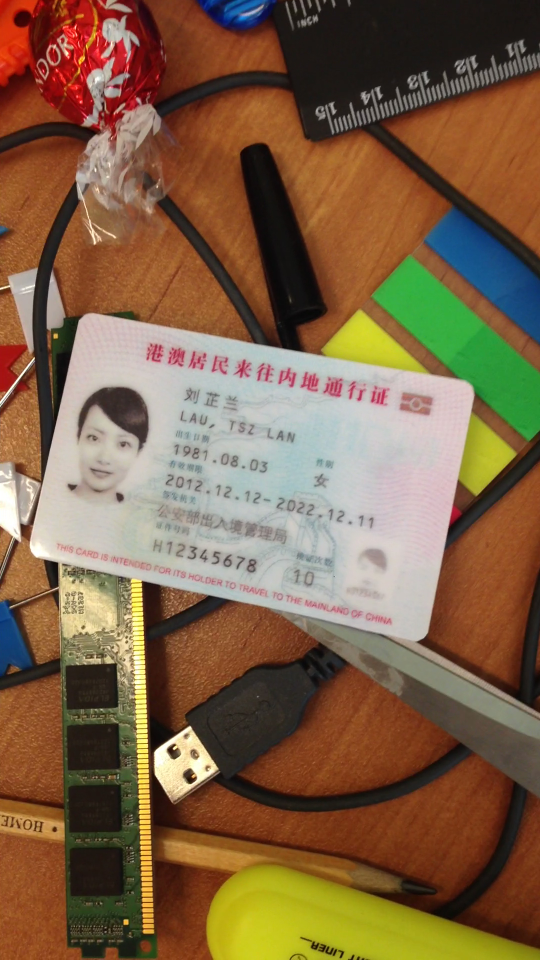 DOR
INCH
15 14 13 12 11
港澳居民来往内地通行证
刘芷兰
LAU, TSZ LAN
出生日期
1981.08.03
性别
女
有效期限
2012.12.12-2022.12.11
签发机关
公安部出入境管理局
证件号码
H12345678
换证次数
10
THIS CARD IS INTENDED FOR ITS HOLDER TO TRAVEL TO THE MAINLAND OF CHINA
HOME
LINER